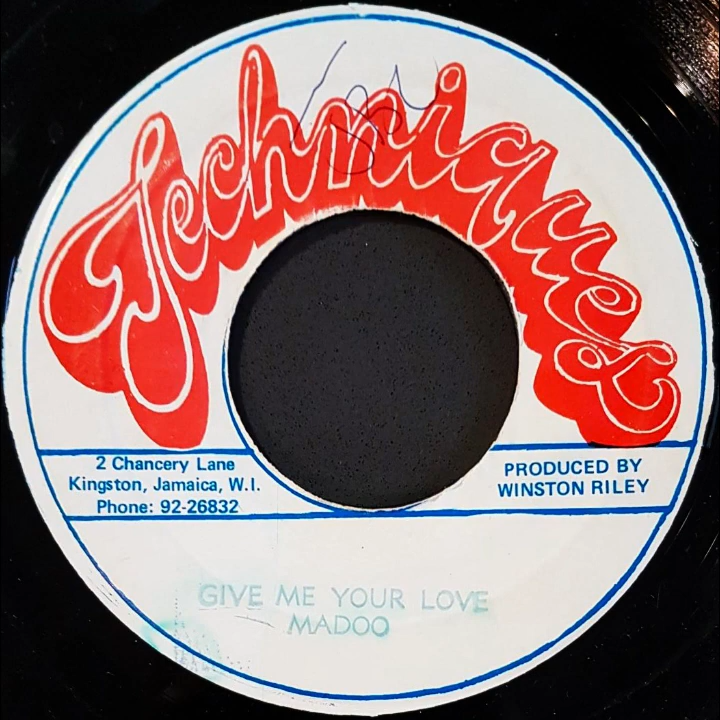 Techniques
2 Chancery Lane
Kingston, Jamaica, W.I.
Phone: 92-26832
PRODUCED BY
WINSTON RILEY
GIVE ME YOUR LOVE
MADOO